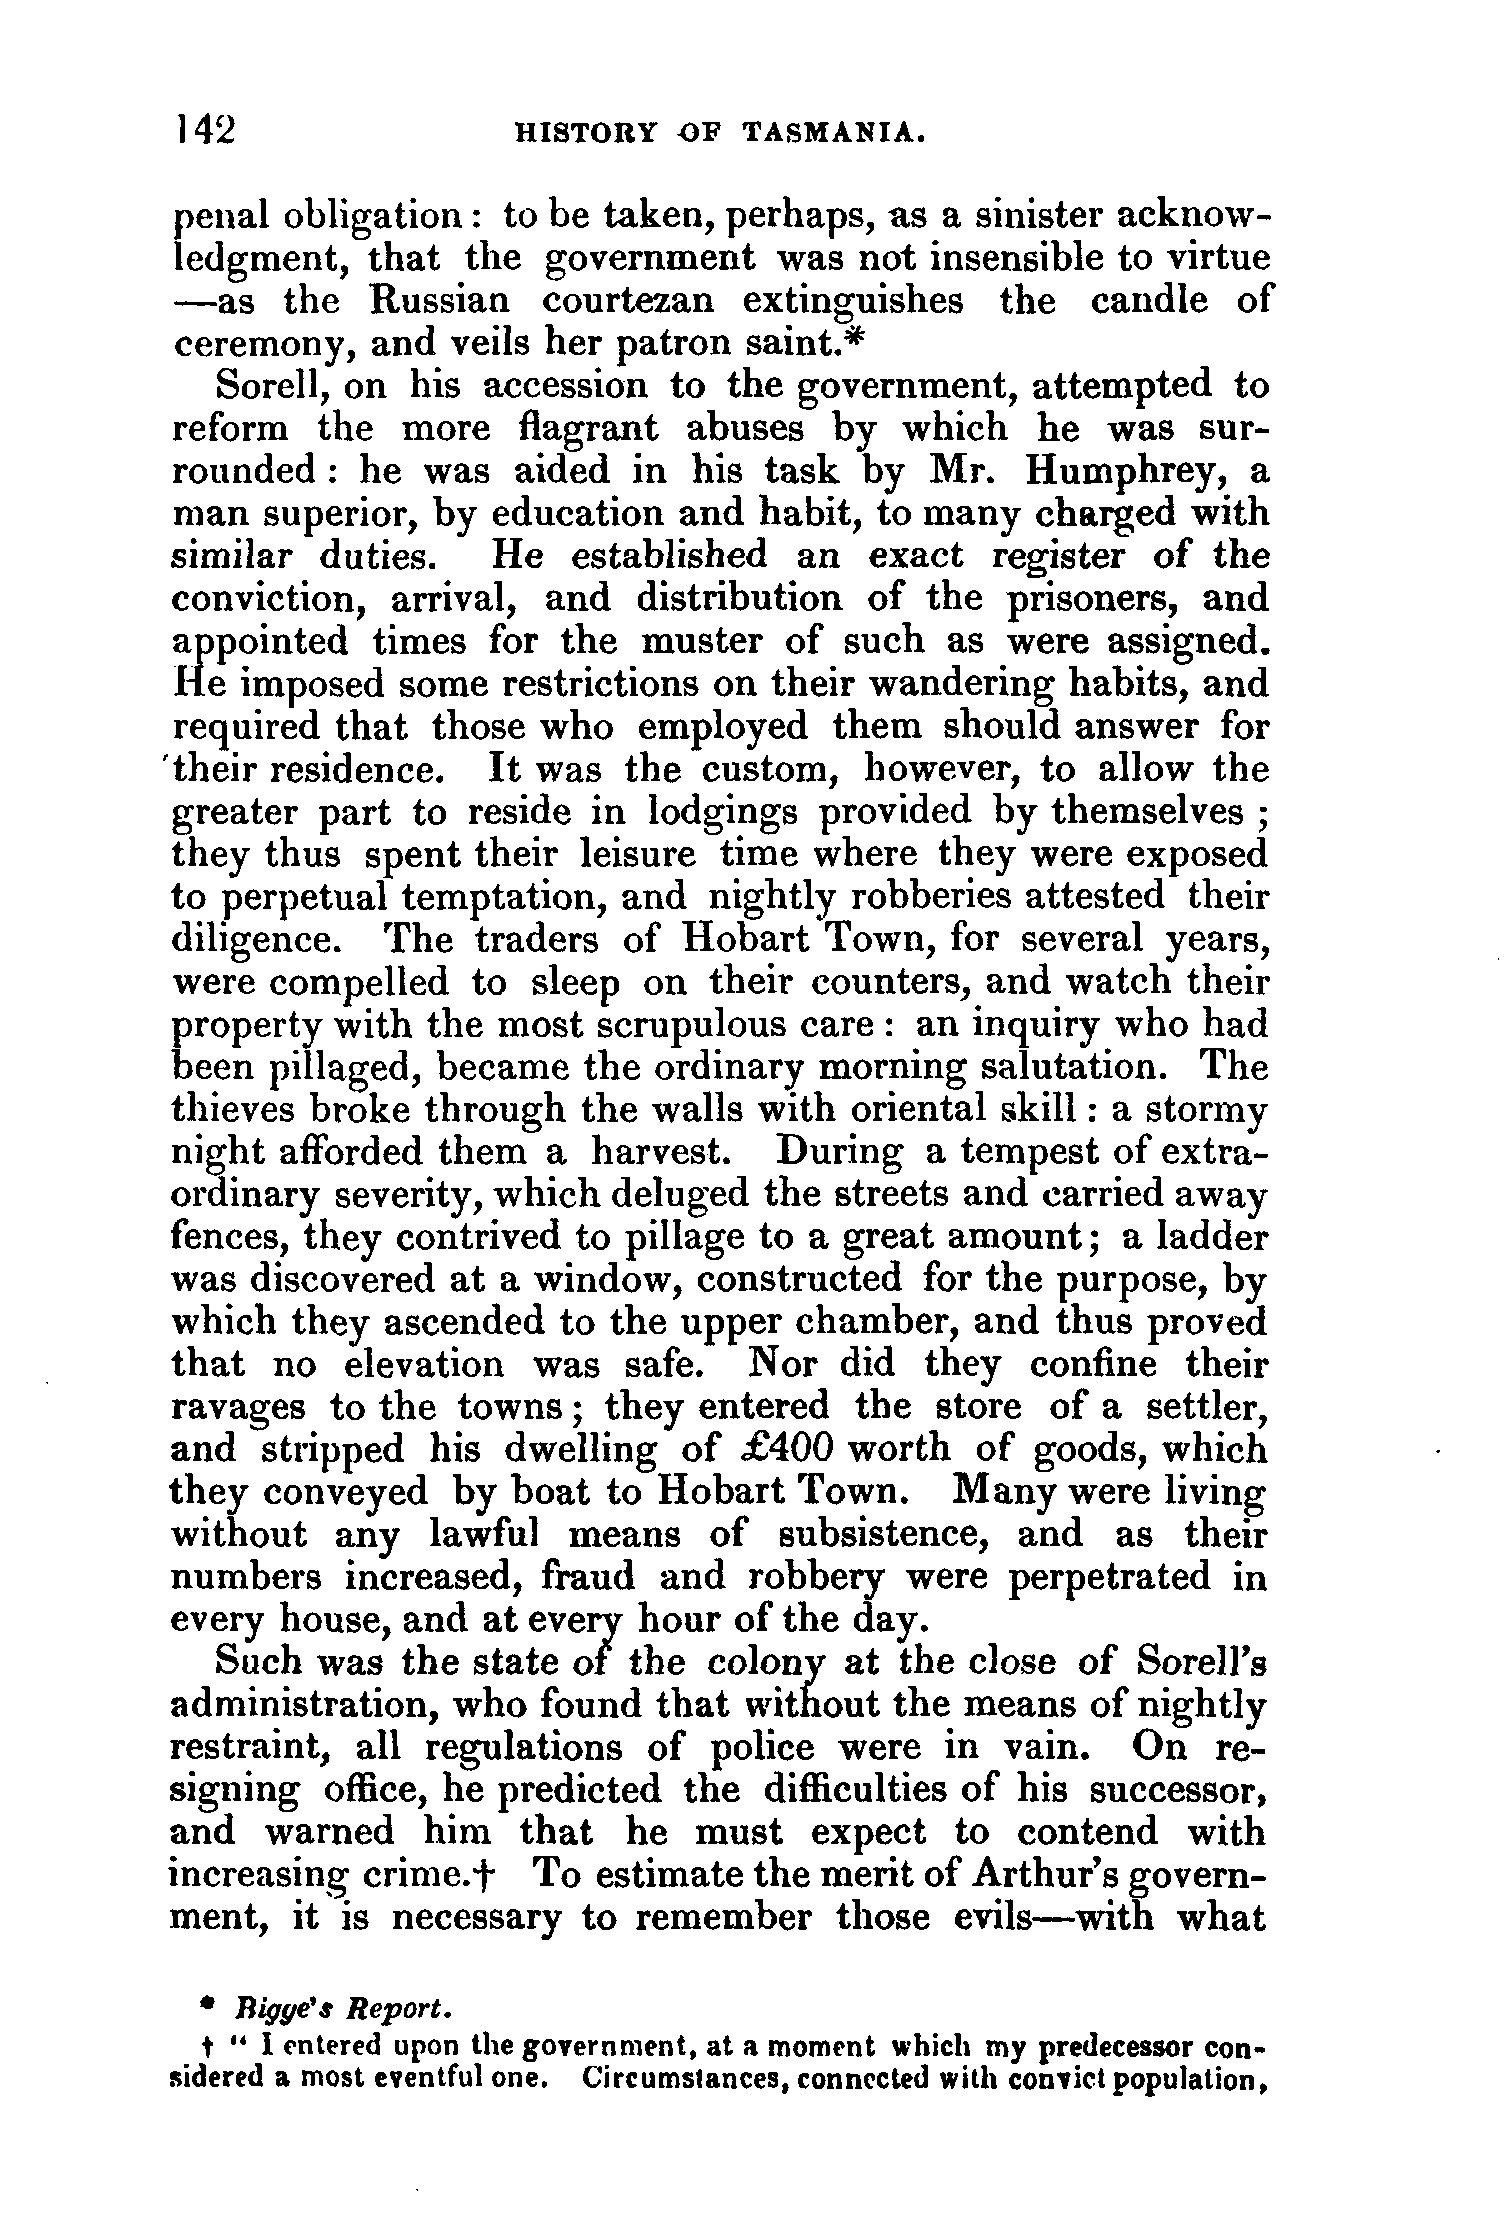 142 HISTORY OF TASMANIA.
penal obligation : to be taken, perhaps, as a sinister acknow-
ledgment, that the government was not insensible to virtue
—as the Russian courtezan extinguishes the candle of
ceremony, and veils her patron saint.*
Sorell, on his accession to the government, attempted to
reform the more flagrant abuses by which he was sur-
rounded : he was aided in his task by Mr. Humphrey, a
man superior, by education and habit, to many charged with
similar duties. He established an exact register of the
conviction, arrival, and distribution of the prisoners, and
appointed times for the muster of such as were assigned.
He imposed some restrictions on their wandering habits, and
required that those who employed them should answer for
their residence. It was the custom, however, to allow the
greater part to reside in lodgings provided by themselves ;
they thus spent their leisure time where they were exposed
to perpetual temptation, and nightly robberies attested their
diligence. The traders of Hobart Town, for several years,
were compelled to sleep on their counters, and watch their
property with the most scrupulous care : an inquiry who had
been pillaged, became the ordinary morning salutation. The
thieves broke through the walls with oriental skill : a stormy
night afforded them a harvest. During a tempest of extra-
ordinary severity, which deluged the streets and carried away
fences, they contrived to pillage to a great amount ; a ladder
was discovered at a window, constructed for the purpose, by
which they ascended to the upper chamber, and thus proved
that no elevation was safe. Nor did they confine their
ravages to the towns ; they entered the store of a settler,
and stripped his dwelling of £400 worth of goods, which
they conveyed by boat to Hobart Town. Many were living
without any lawful means of subsistence, and as their
numbers increased, fraud and robbery were perpetrated in
every house, and at every hour of the day.
Such was the state of the colony at the close of Sorell's
administration, who found that without the means of nightly
restraint, all regulations of police were in vain. On re-
signing office, he predicted the difficulties of his successor,
and warned him that he must expect to contend with
increasing crime.† To estimate the merit of Arthur's govern-
ment, it is necessary to remember those evils—with what
* Bigge's Report.
† " I entered upon the government, at a moment which my predecessor con-
sidered a most eventful one. Circumstances, connected with convict population,